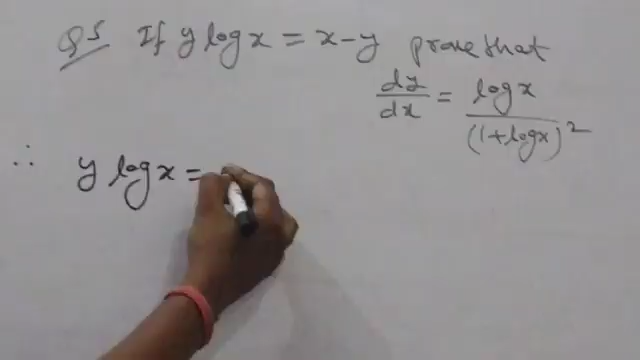 Q5 If y log x = x - y prove that
dy/dx = log x / (1 + log x)^2
∴ y log x =